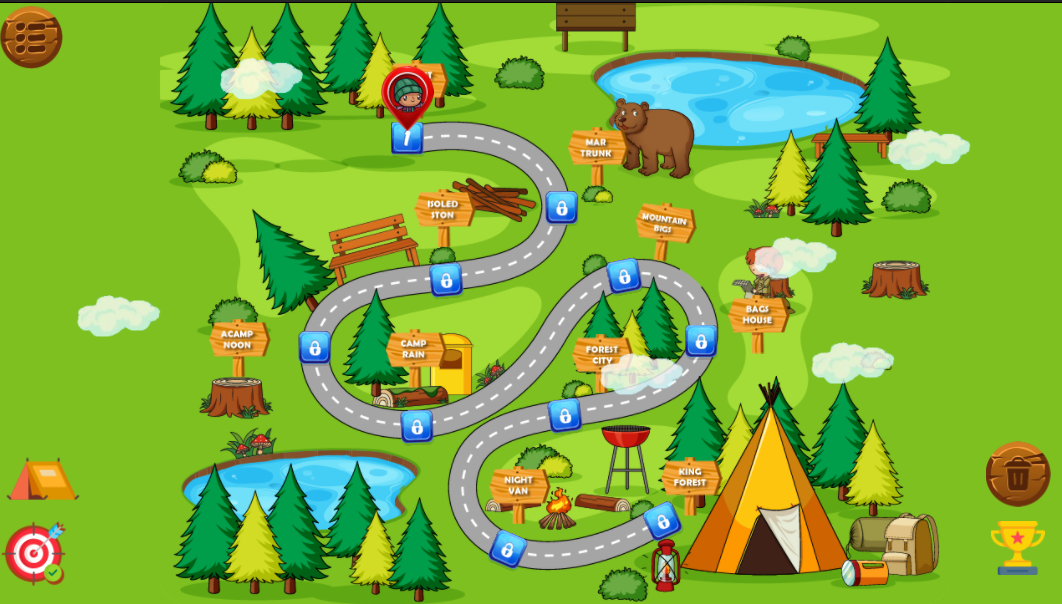 1
MAR
TRUNK
ISOLED
STON
MOUNTAIN
BIGS
BAGS
HOUSE
ACAMP
NOON
CAMP
RAIN
FOREST
CITY
NIGHT
VAN
KING
FOREST